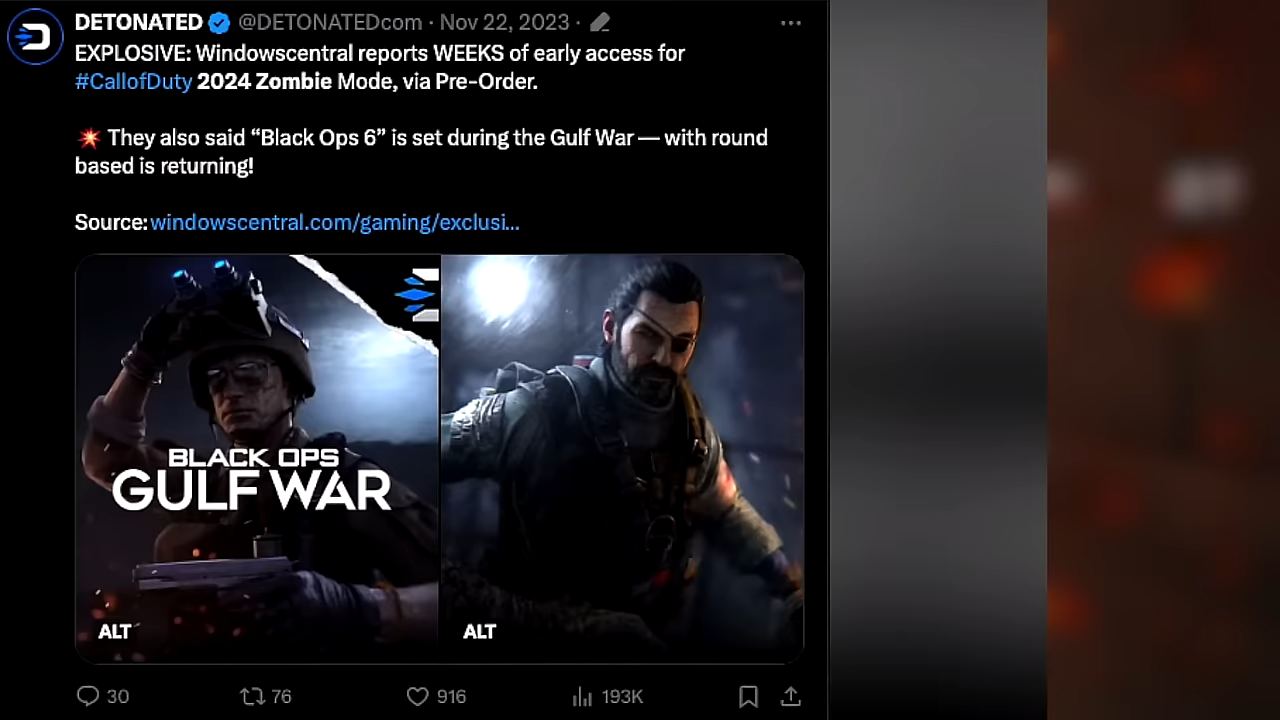 DETONATED @DETONATEDcom · Nov 22, 2023 ·
EXPLOSIVE: Windowscentral reports WEEKS of early access for
#CallofDuty 2024 Zombie Mode, via Pre-Order.
💥 They also said “Black Ops 6” is set during the Gulf War — with round
based is returning!
Source: windowscentral.com/gaming/exclusi...
BLACK OPS
GULF WAR
ALT
ALT
30 76 916 193K